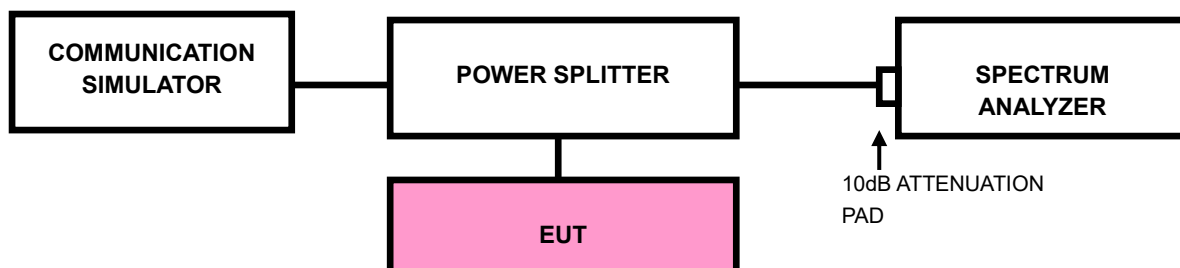 COMMUNICATION
SIMULATOR
POWER SPLITTER
SPECTRUM
ANALYZER
10dB ATTENUATION
PAD
EUT